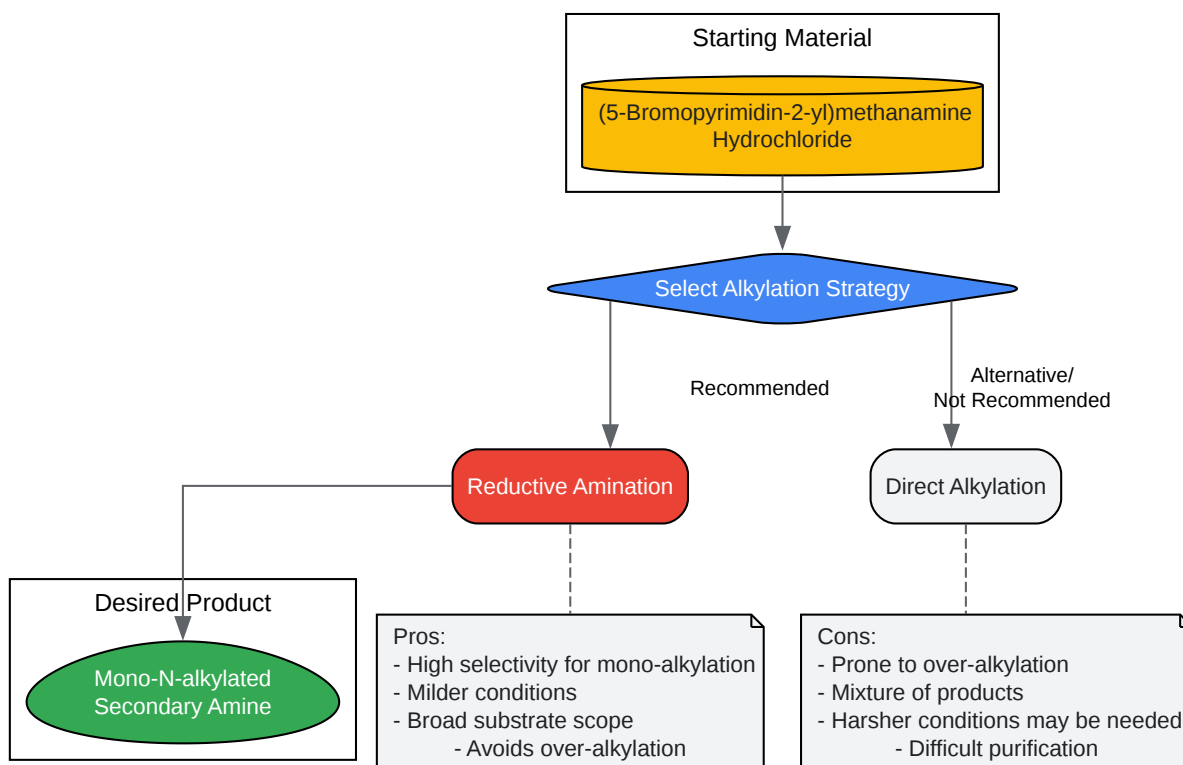 Starting Material
(5-Bromopyrimidin-2-yl)methanamine
Hydrochloride
Select Alkylation Strategy
Recommended
Alternative/
Not Recommended
Reductive Amination
Direct Alkylation
Desired Product
Mono-N-alkylated
Secondary Amine
Pros:
- High selectivity for mono-alkylation
- Milder conditions
- Broad substrate scope
- Avoids over-alkylation
Cons:
- Prone to over-alkylation
- Mixture of products
- Harsher conditions may be needed
- Difficult purification